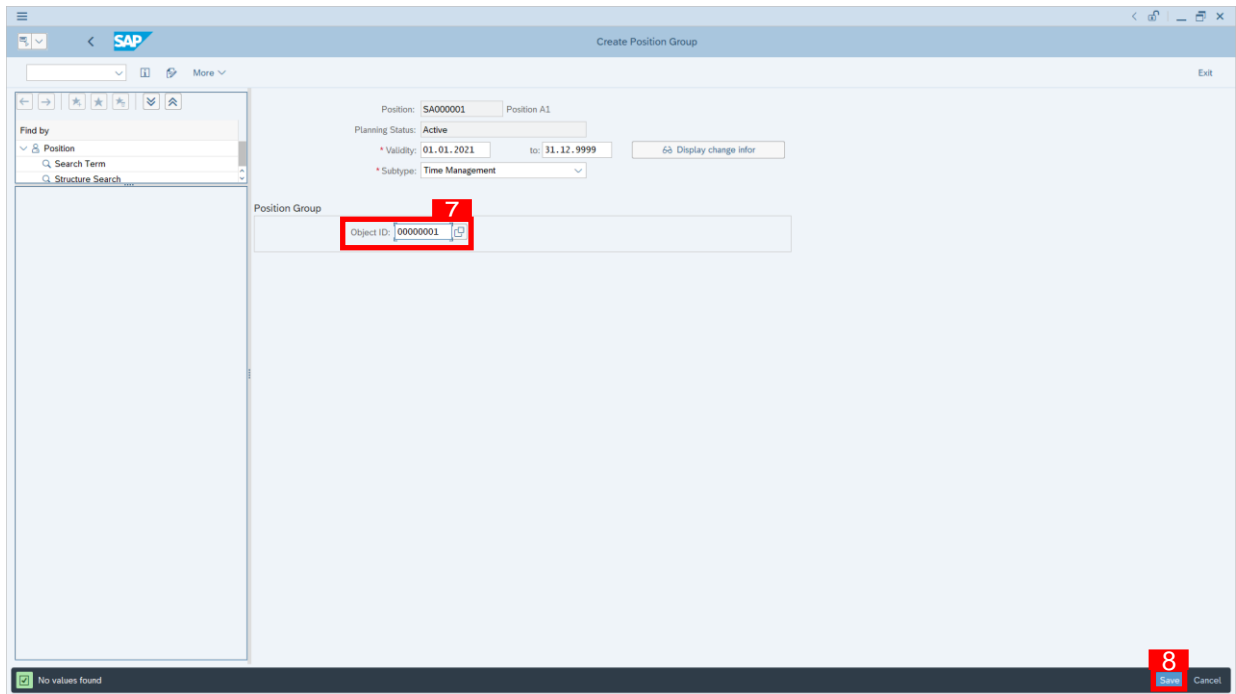 SAP
Create Position Group
More
Exit
Find by
Position
Search Term
Structure Search
Position: SA000001 Position A1
Planning Status: Active
* Validity: 01.01.2021 to: 31.12.9999 Display change infor
* Subtype: Time Management
Position Group
7
Object ID: 00000001
8
No values found
Save Cancel